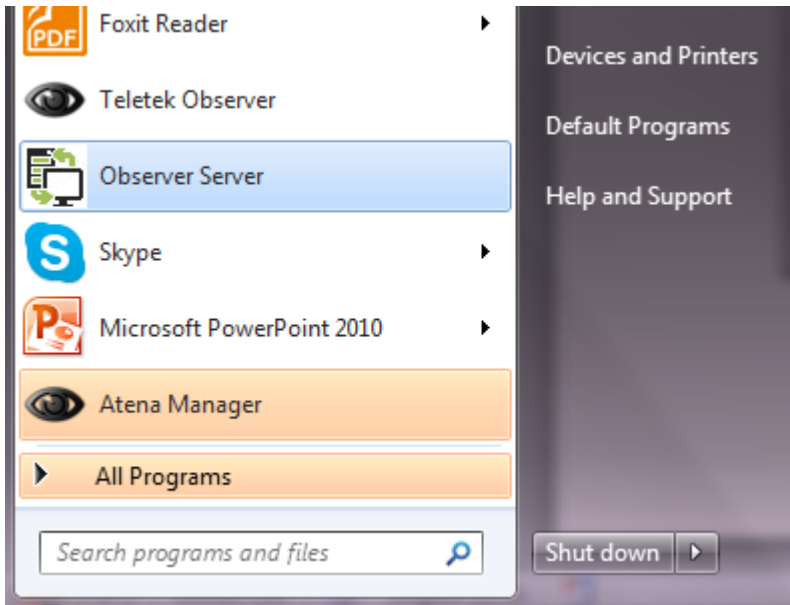 PDF
Foxit Reader
Teletek Observer
Observer Server
S
Skype
P
Microsoft PowerPoint 2010
Atena Manager
All Programs
Search programs and files
Devices and Printers
Default Programs
Help and Support
Shut down